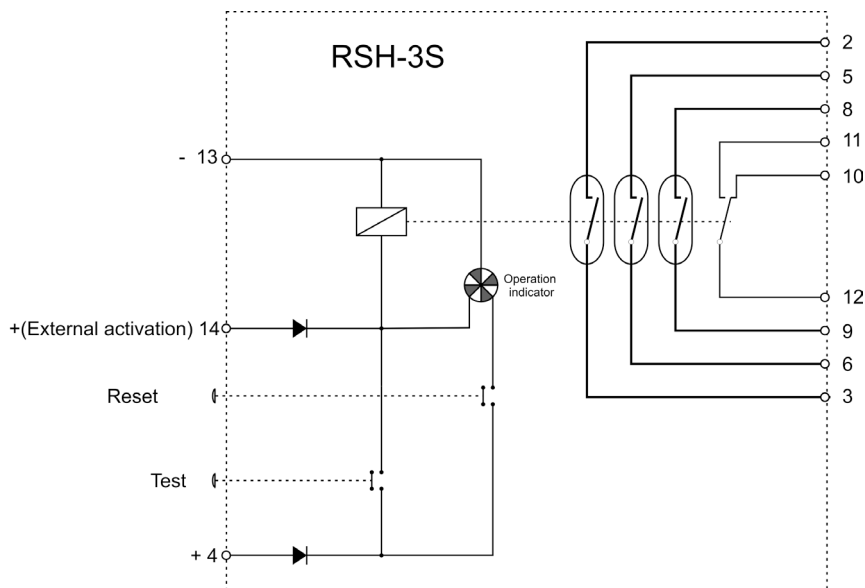 RSH-3S
2
5
8
11
10
- 13
Operation
indicator
12
+(External activation) 14
9
6
Reset
3
Test
+ 4